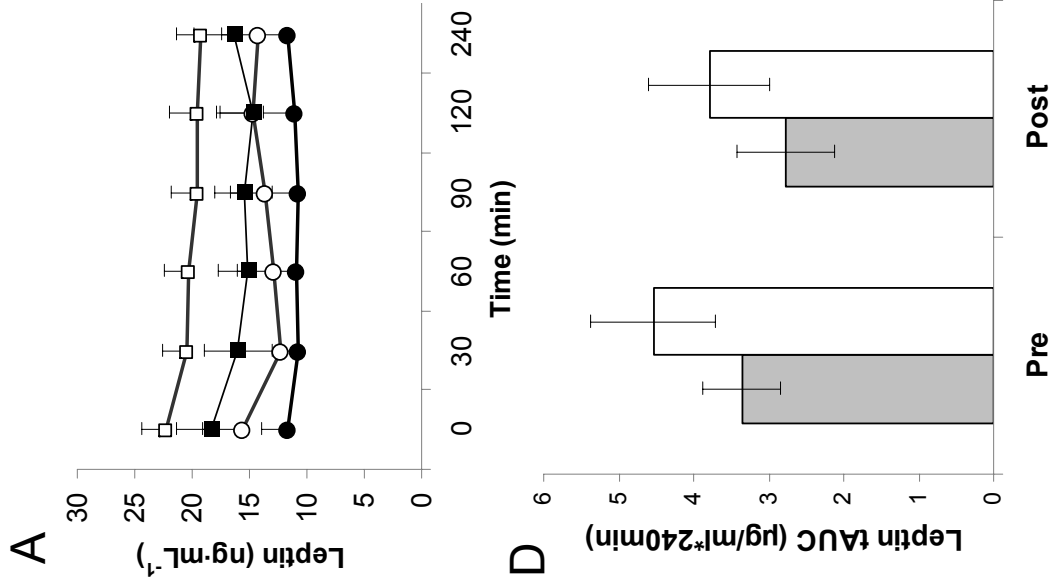 A
Leptin (ng·mL⁻¹)
30
25
20
15
10
5
0
0 30 60 90 120 240
Time (min)
D
Leptin tAUC (µg/ml*240min)
6
5
4
3
2
1
0
Pre Post